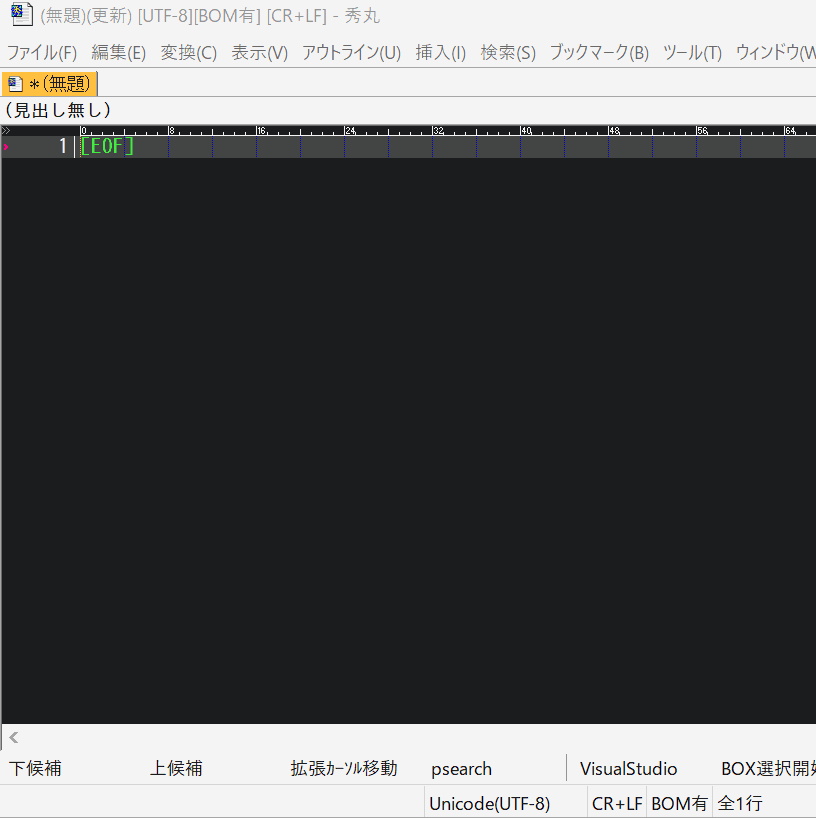 (無題)(更新) [UTF-8][BOM有] [CR+LF] - 秀丸
ファイル(F) 編集(E) 変換(C) 表示(V) アウトライン(U) 挿入(I) 検索(S) ブックマーク(B) ツール(T) ウィンドウ(W
＊(無題)
(見出し無し)
0 8 16 24 32 40 48 56 64
1 [EOF]
下候補 上候補 拡張ｶｰｿﾙ移動 psearch VisualStudio BOX選択開始
Unicode(UTF-8) CR+LF BOM有 全1行